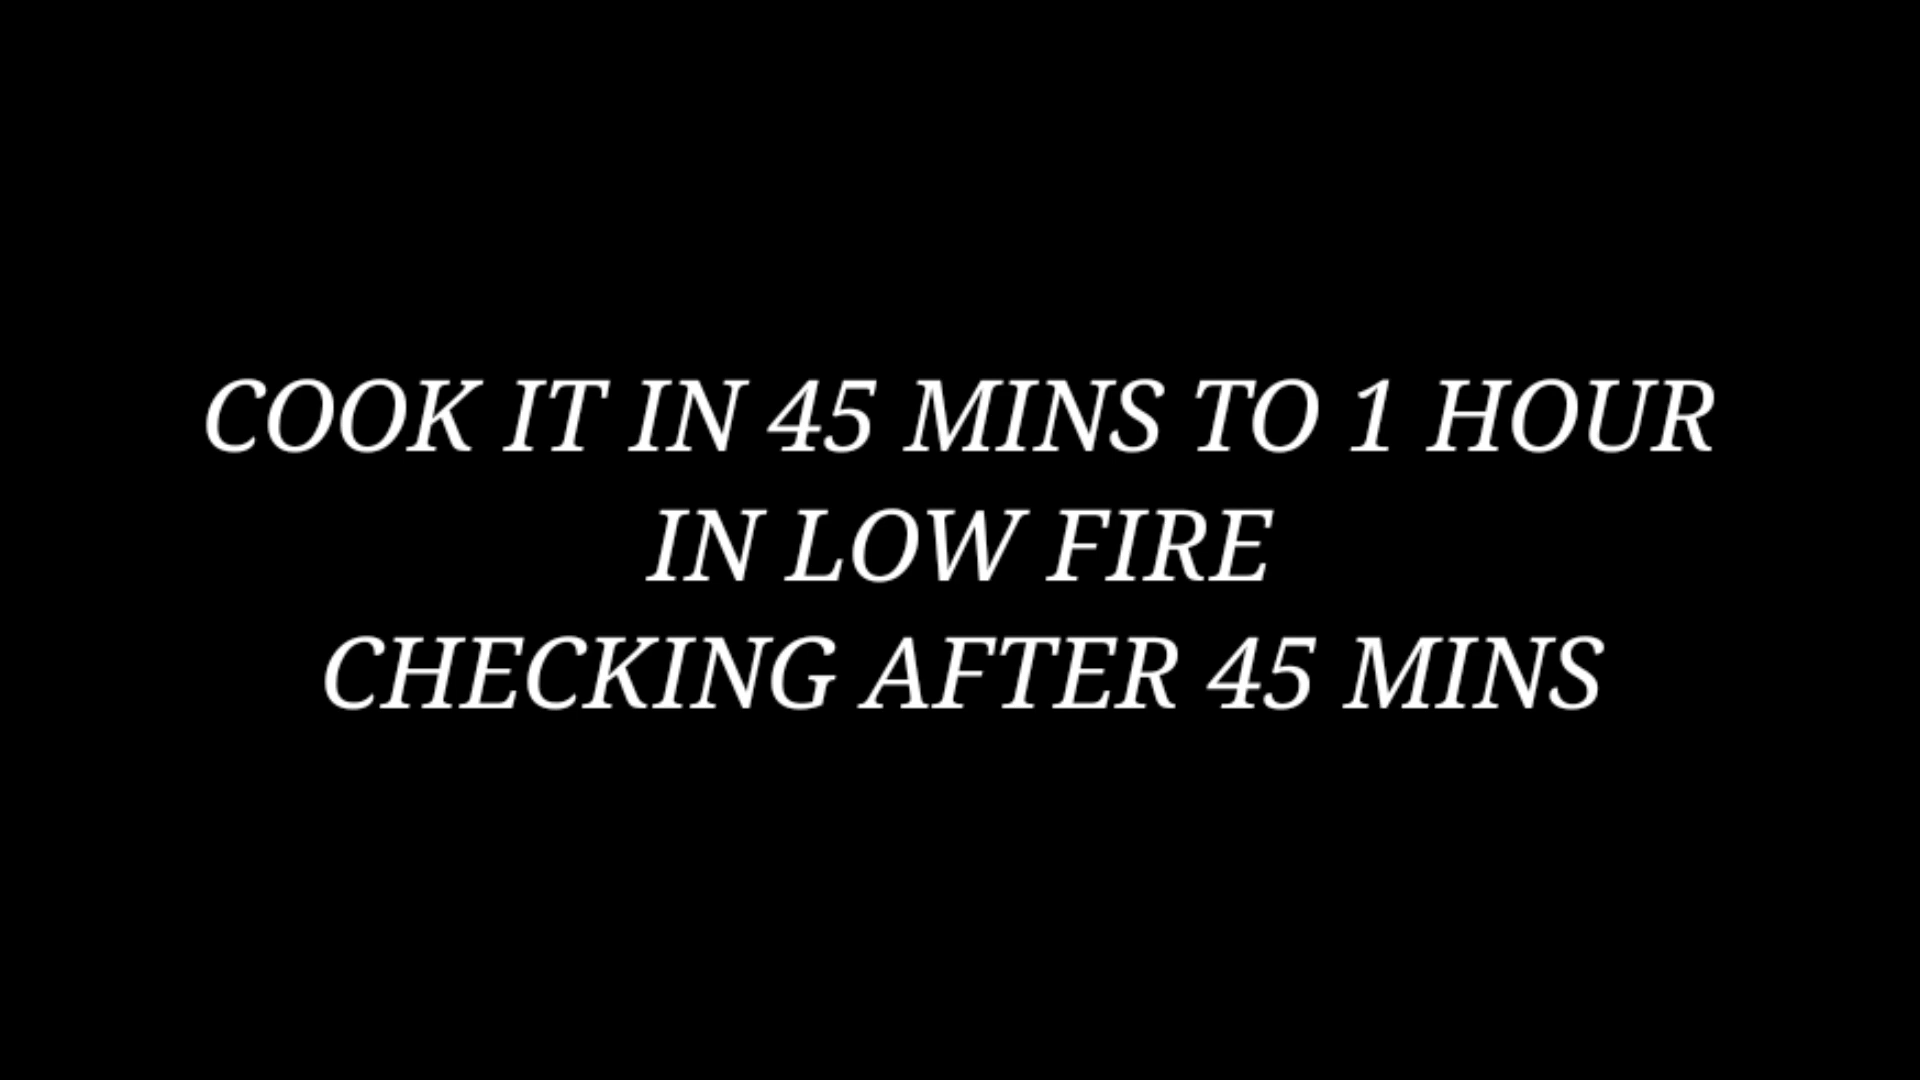 COOK IT IN 45 MINS TO 1 HOUR
IN LOW FIRE
CHECKING AFTER 45 MINS